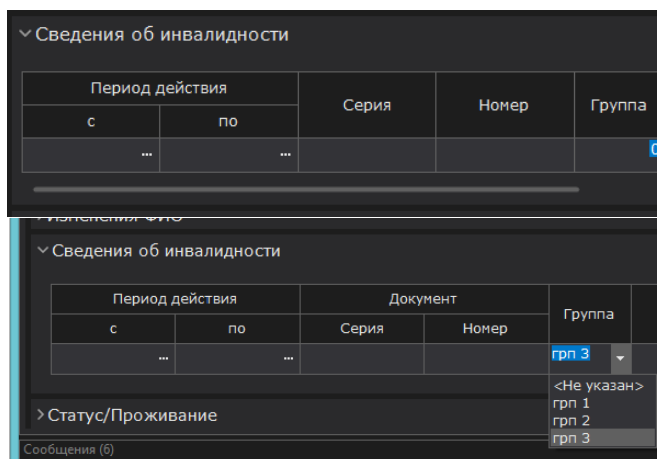 Сведения об инвалидности
Период действия
Серия
Номер
Группа
с
по
...
...
0
Изменения ФИО
Сведения об инвалидности
Период действия
Документ
Группа
с
по
Серия
Номер
...
...
грп 3
<Не указан>
грп 1
грп 2
грп 3
Статус/Проживание
Сообщения (6)